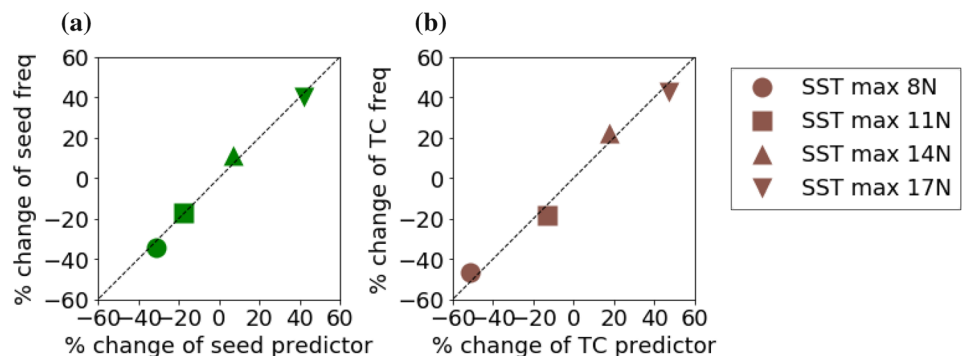 (a)
% change of seed freq
60
40
20
0
−20
−40
−60
−60 −40 −20 0 20 40 60
% change of seed predictor
(b)
% change of TC freq
60
40
20
0
−20
−40
−60
−60 −40 −20 0 20 40 60
% change of TC predictor
SST max 8N
SST max 11N
SST max 14N
SST max 17N